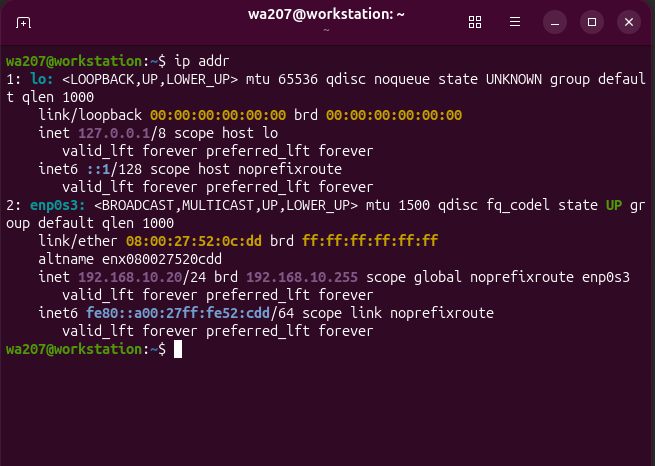 wa207@workstation: ~
~
wa207@workstation:~$ ip addr
1: lo: <LOOPBACK,UP,LOWER_UP> mtu 65536 qdisc noqueue state UNKNOWN group defaul
t qlen 1000
    link/loopback 00:00:00:00:00:00 brd 00:00:00:00:00:00
    inet 127.0.0.1/8 scope host lo
       valid_lft forever preferred_lft forever
    inet6 ::1/128 scope host noprefixroute
       valid_lft forever preferred_lft forever
2: enp0s3: <BROADCAST,MULTICAST,UP,LOWER_UP> mtu 1500 qdisc fq_codel state UP gr
oup default qlen 1000
    link/ether 08:00:27:52:0c:dd brd ff:ff:ff:ff:ff:ff
    altname enx080027520cdd
    inet 192.168.10.20/24 brd 192.168.10.255 scope global noprefixroute enp0s3
       valid_lft forever preferred_lft forever
    inet6 fe80::a00:27ff:fe52:cdd/64 scope link noprefixroute
       valid_lft forever preferred_lft forever
wa207@workstation:~$